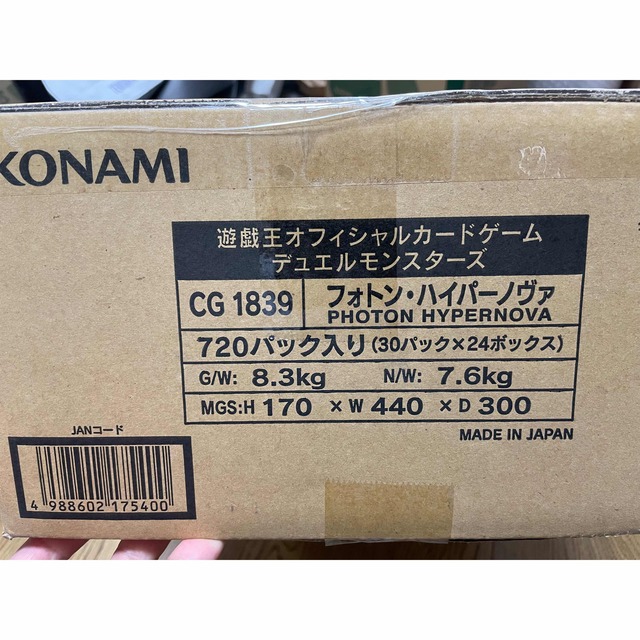 KONAMI
遊戯王オフィシャルカードゲーム
デュエルモンスターズ
CG 1839
フォトン・ハイパーノヴァ
PHOTON HYPERNOVA
720パック入り(30パック×24ボックス)
G/W: 8.3kg N/W: 7.6kg
MGS:H 170 × W 440 × D 300
MADE IN JAPAN
JANコード
4 988602 175400